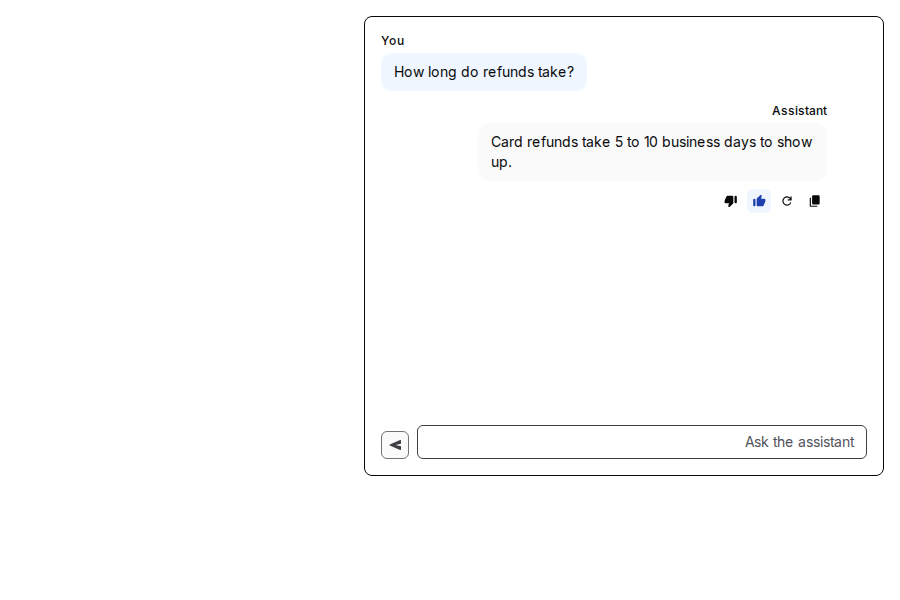 You
How long do refunds take?
Assistant
Card refunds take 5 to 10 business days to show
up.
Ask the assistant